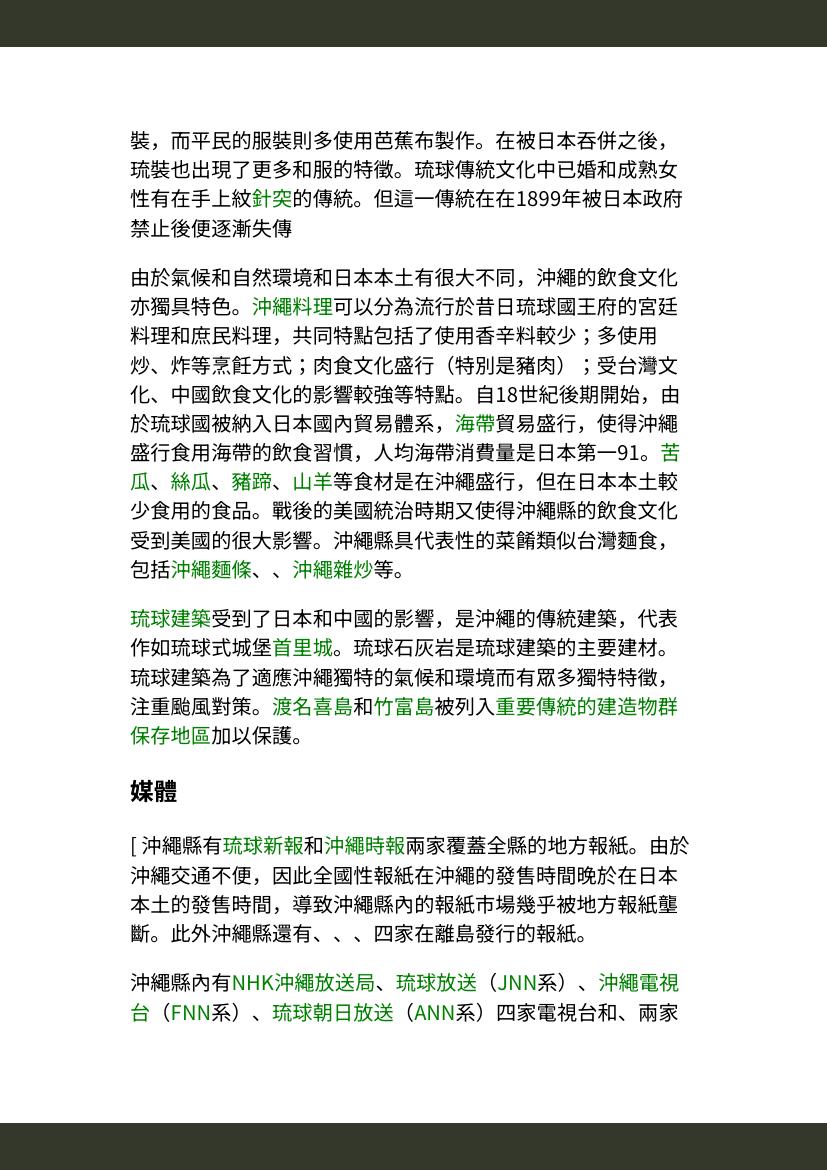 裝，而平民的服裝則多使用芭蕉布製作。在被日本吞併之後，
琉裝也出現了更多和服的特徵。琉球傳統文化中已婚和成熟女
性有在手上紋針突的傳統。但這一傳統在在1899年被日本政府
禁止後便逐漸失傳
由於氣候和自然環境和日本本土有很大不同，沖繩的飲食文化
亦獨具特色。沖繩料理可以分為流行於昔日琉球國王府的宮廷
料理和庶民料理，共同特點包括了使用香辛料較少；多使用
炒、炸等烹飪方式；肉食文化盛行（特別是豬肉）；受台灣文
化、中國飲食文化的影響較強等特點。自18世紀後期開始，由
於琉球國被納入日本國內貿易體系，海帶貿易盛行，使得沖繩
盛行食用海帶的飲食習慣，人均海帶消費量是日本第一91。苦
瓜、絲瓜、豬蹄、山羊等食材是在沖繩盛行，但在日本本土較
少食用的食品。戰後的美國統治時期又使得沖繩縣的飲食文化
受到美國的很大影響。沖繩縣具代表性的菜餚類似台灣麵食，
包括沖繩麵條、、沖繩雜炒等。
琉球建築受到了日本和中國的影響，是沖繩的傳統建築，代表
作如琉球式城堡首里城。琉球石灰岩是琉球建築的主要建材。
琉球建築為了適應沖繩獨特的氣候和環境而有眾多獨特特徵，
注重颱風對策。渡名喜島和竹富島被列入重要傳統的建造物群
保存地區加以保護。
媒體
[ 沖繩縣有琉球新報和沖繩時報兩家覆蓋全縣的地方報紙。由於
沖繩交通不便，因此全國性報紙在沖繩的發售時間晚於在日本
本土的發售時間，導致沖繩縣內的報紙市場幾乎被地方報紙壟
斷。此外沖繩縣還有、、、四家在離島發行的報紙。
沖繩縣內有NHK沖繩放送局、琉球放送（JNN系）、沖繩電視
台（FNN系）、琉球朝日放送（ANN系）四家電視台和、兩家